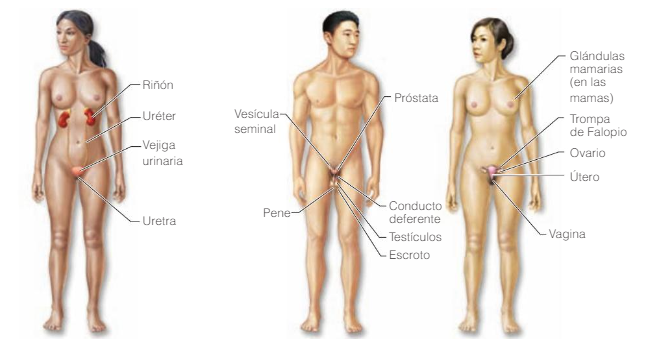 Riñón
Uréter
Vejiga
urinaria
Uretra
Vesícula
seminal
Próstata
Pene
Conducto
deferente
Testículos
Escroto
Glándulas
mamarias
(en las
mamas)
Trompa
de Falopio
Ovario
Útero
Vagina